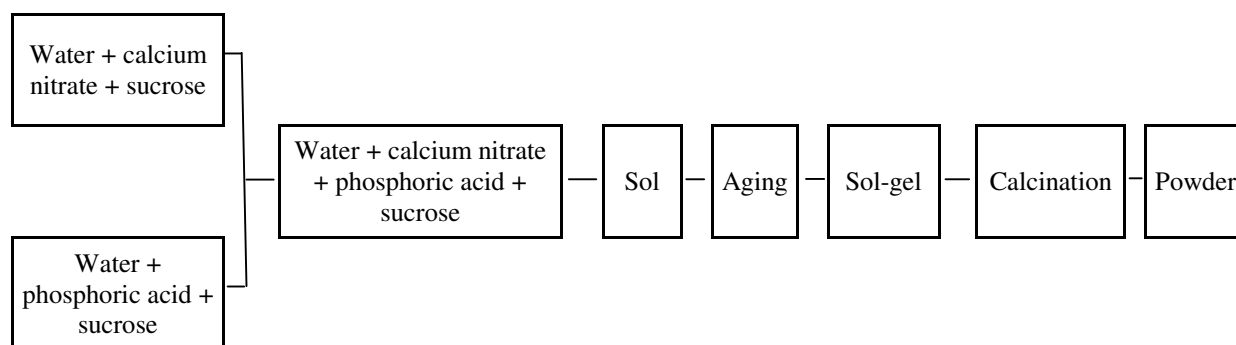 Water + calcium
nitrate + sucrose
Water +
phosphoric acid +
sucrose
Water + calcium nitrate
+ phosphoric acid +
sucrose
Sol
Aging
Sol-gel
Calcination
Powder